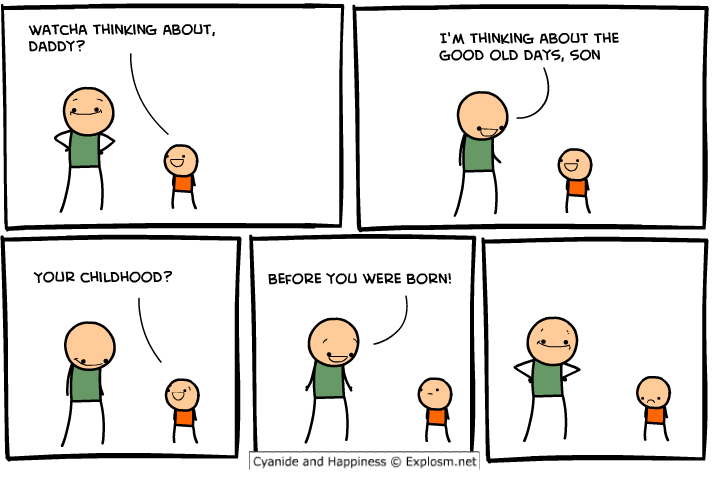 WATCHA THINKING ABOUT,
DADDY?
I'M THINKING ABOUT THE
GOOD OLD DAYS, SON
YOUR CHILDHOOD?
BEFORE YOU WERE BORN!
Cyanide and Happiness © Explosm.net